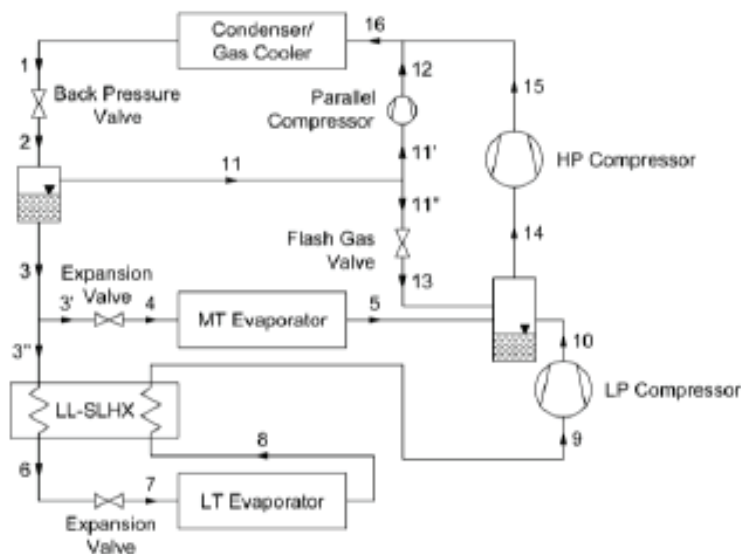 Condenser/
Gas Cooler
16
1
12
15
Back Pressure
Valve
Parallel
Compressor
2
HP Compressor
11
11'
11"
Flash Gas
Valve
14
3
Expansion
Valve
13
3'
4
MT Evaporator
5
10
3"
LL-SLHX
LP Compressor
8
9
6
7
LT Evaporator
Expansion
Valve